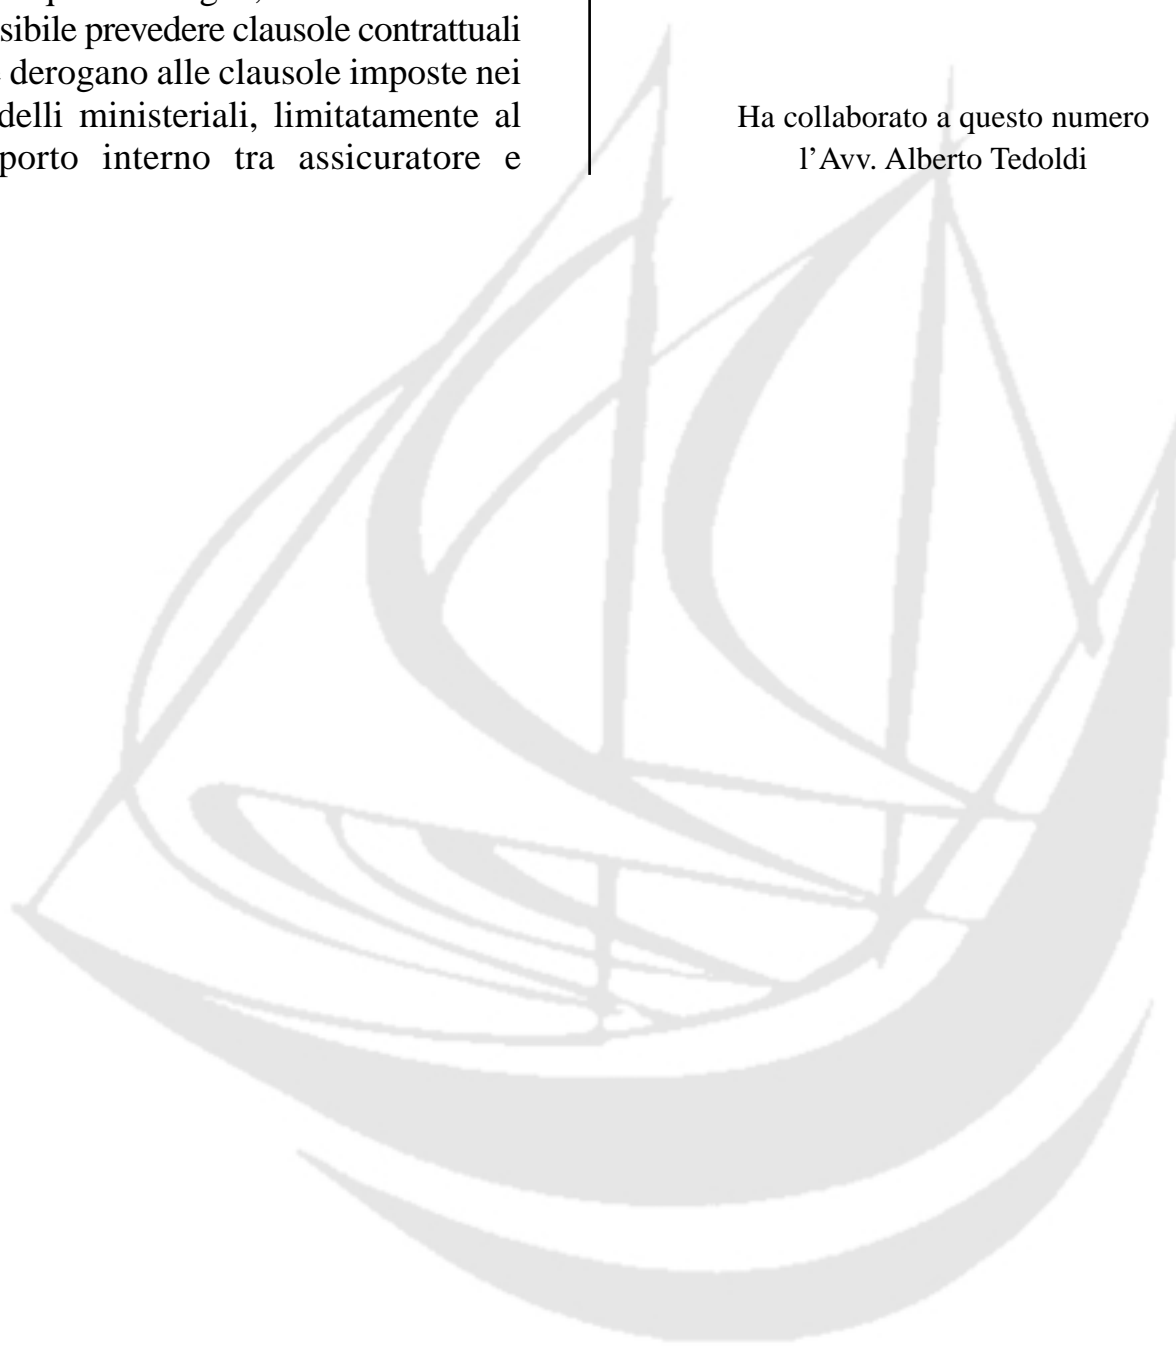 sibile prevedere clausole contrattuali
derogano alle clausole imposte nei
delli ministeriali, limitatamente al
porto interno tra assicuratore e
Ha collaborato a questo numero
l’Avv. Alberto Tedoldi